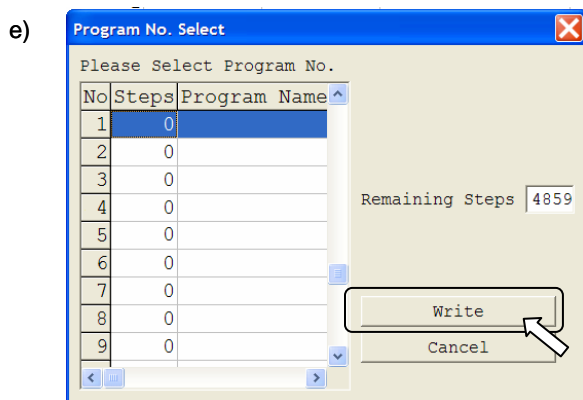 e)
Program No. Select
Please Select Program No.
No Steps Program Name
1 0
2 0
3 0
4 0
5 0
6 0
7 0
8 0
9 0
Remaining Steps 4859
Write
Cancel